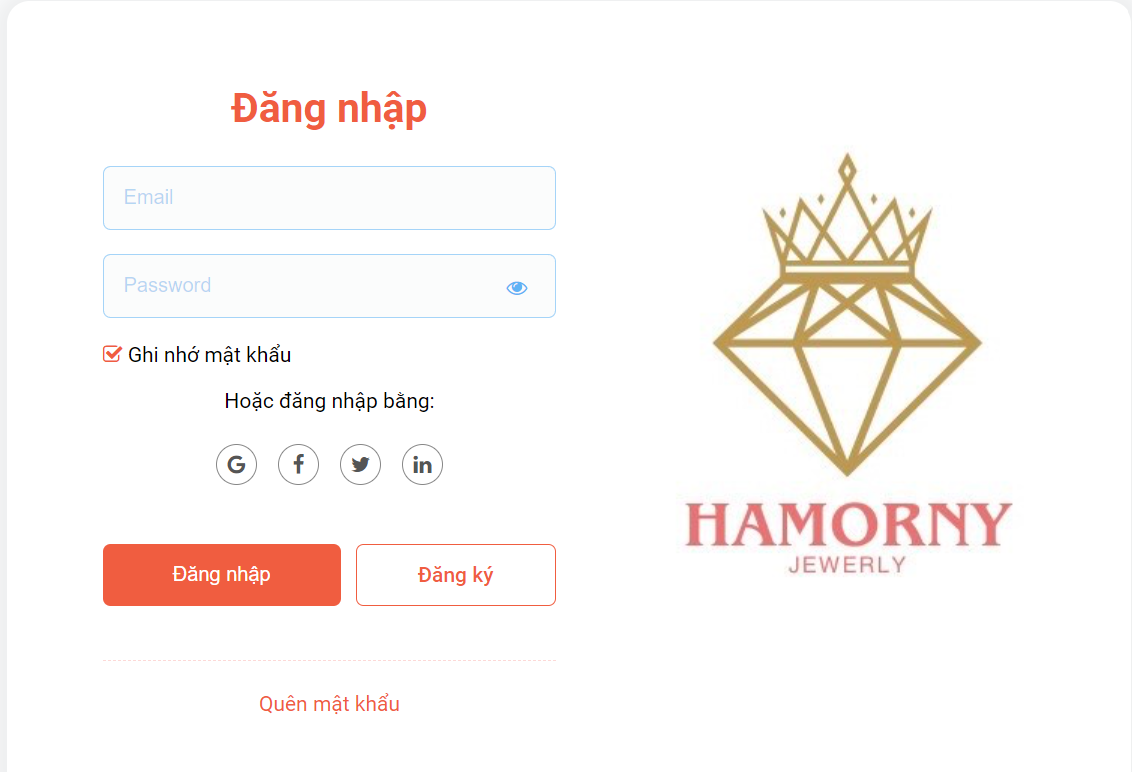 Đăng nhập
Email
Password
Ghi nhớ mật khẩu
Hoặc đăng nhập bằng:
Đăng nhập
Đăng ký
Quên mật khẩu
HAMORNY
JEWERLY